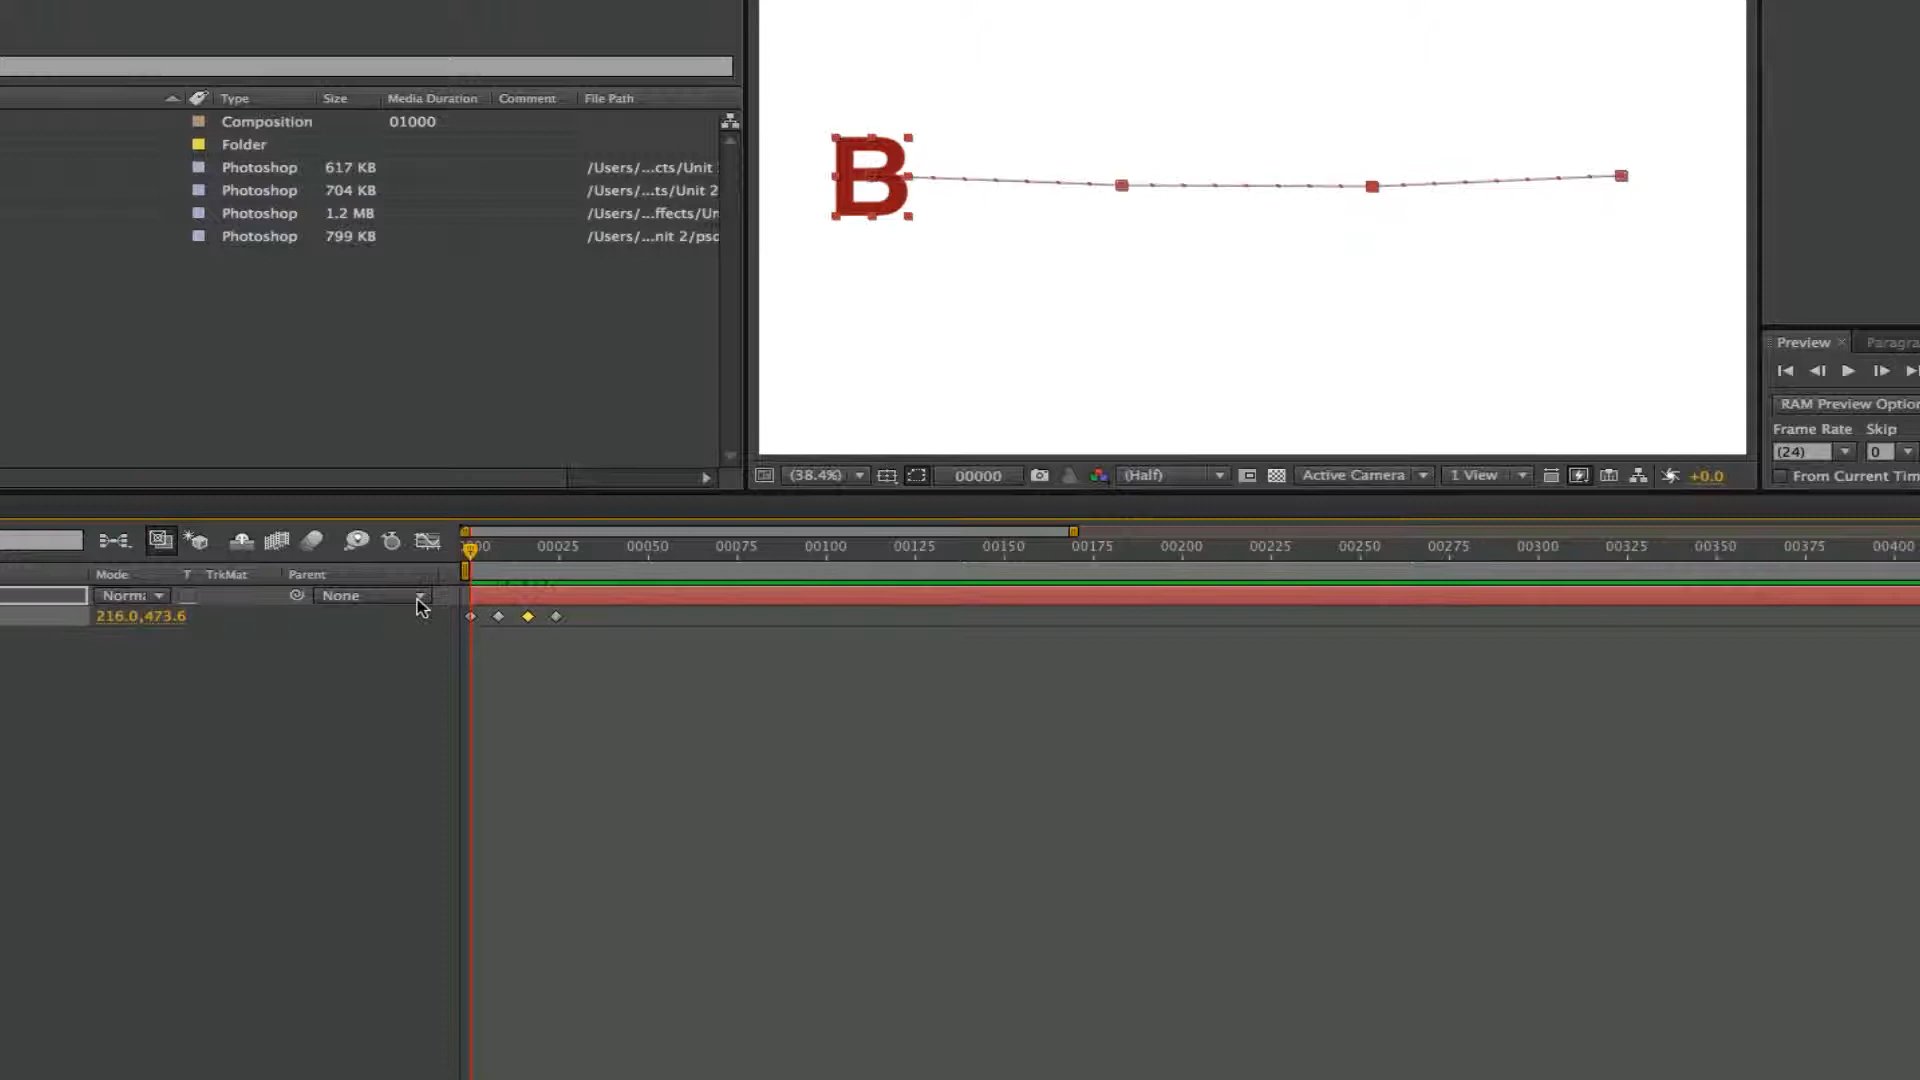 Type Size Media Duration Comment File Path
Composition 01000
Folder
Photoshop 617 KB /Users/...cts/Unit
Photoshop 704 KB /Users/...ts/Unit 2
Photoshop 1.2 MB /Users/...ffects/Un
Photoshop 799 KB /Users/...nit 2/psd
B
Preview Paragra
RAM Preview Option
Frame Rate Skip
(24) 0
From Current Tim
(38.4%) 00000 (Half) Active Camera 1 View +0.0
00025 00050 00075 00100 00125 00150 00175 00200 00225 00250 00275 00300 00325 00350 00375 00400
Mode T TrkMat Parent
Norma None
216.0,473.6